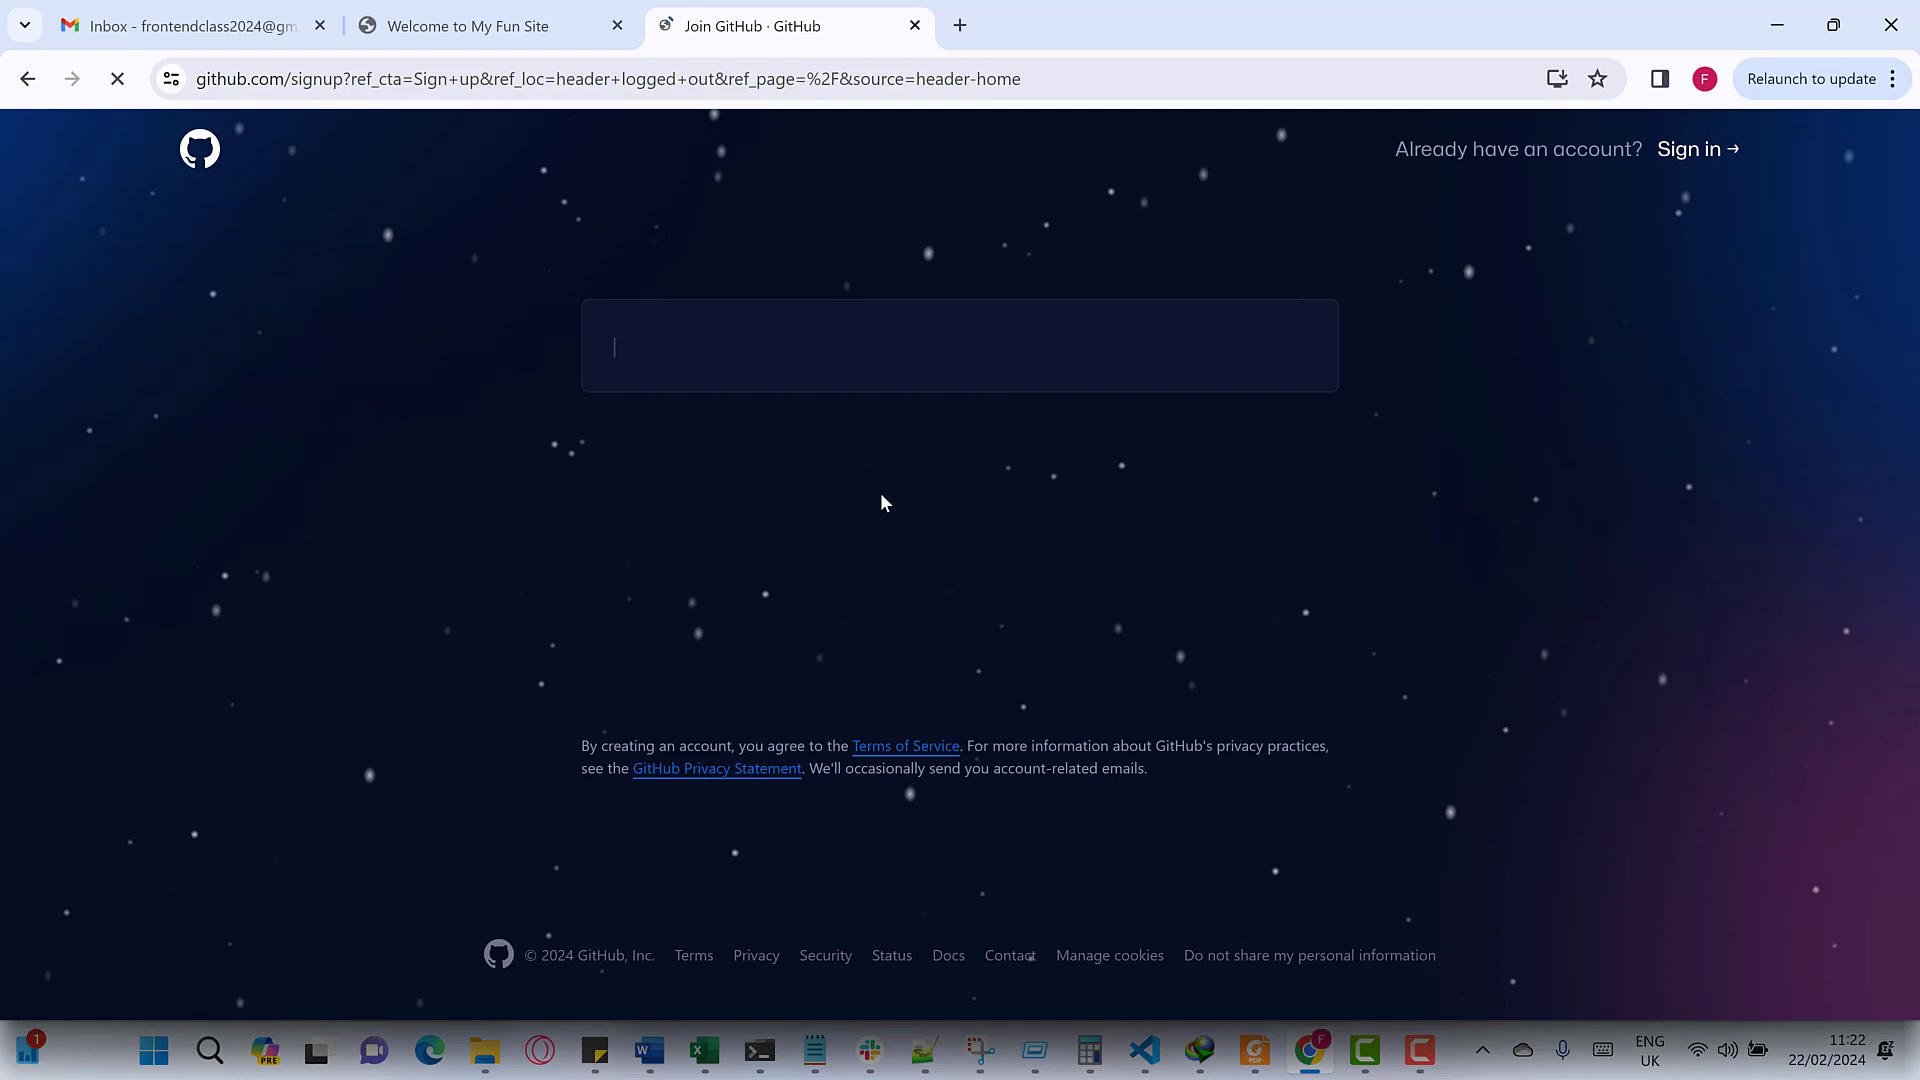 Inbox - frontendclass2024@gm
Welcome to My Fun Site
Join GitHub · GitHub
github.com/signup?ref_cta=Sign+up&ref_loc=header+logged+out&ref_page=%2F&source=header-home
F
Relaunch to update
Already have an account? Sign in →
By creating an account, you agree to the Terms of Service. For more information about GitHub's privacy practices,
see the GitHub Privacy Statement. We'll occasionally send you account-related emails.
© 2024 GitHub, Inc. Terms Privacy Security Status Docs Contact Manage cookies Do not share my personal information
1
PRE
W
X
PDF
F
C
C
ENG
UK
11:22
22/02/2024